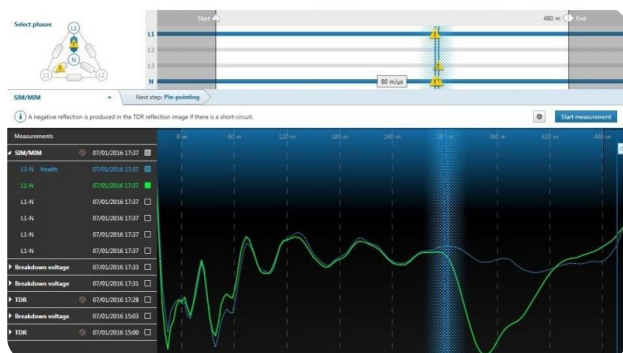 Select phases
L1
N
L3
L2
Start
480 m
End
L1
L2
L3
N
80 m/µs
SIM/MIM
Next step: Pin-pointing
A negative reflection is produced in the TDR reflection image if there is a short-circuit.
Start measurement
Measurements
0 m
60 m
120 m
180 m
240 m
300 m
360 m
420 m
480 m
SIM/MIM 07/01/2016 17:37
L1-N Health 07/01/2016 17:37
L1-N 07/01/2016 17:37
L1-N 07/01/2016 17:37
L1-N 07/01/2016 17:37
L1-N 07/01/2016 17:37
L1-N 07/01/2016 17:37
Breakdown voltage 07/01/2016 17:33
Breakdown voltage 07/01/2016 17:31
TDR 07/01/2016 17:28
Breakdown voltage 07/01/2016 15:03
TDR 07/01/2016 15:00